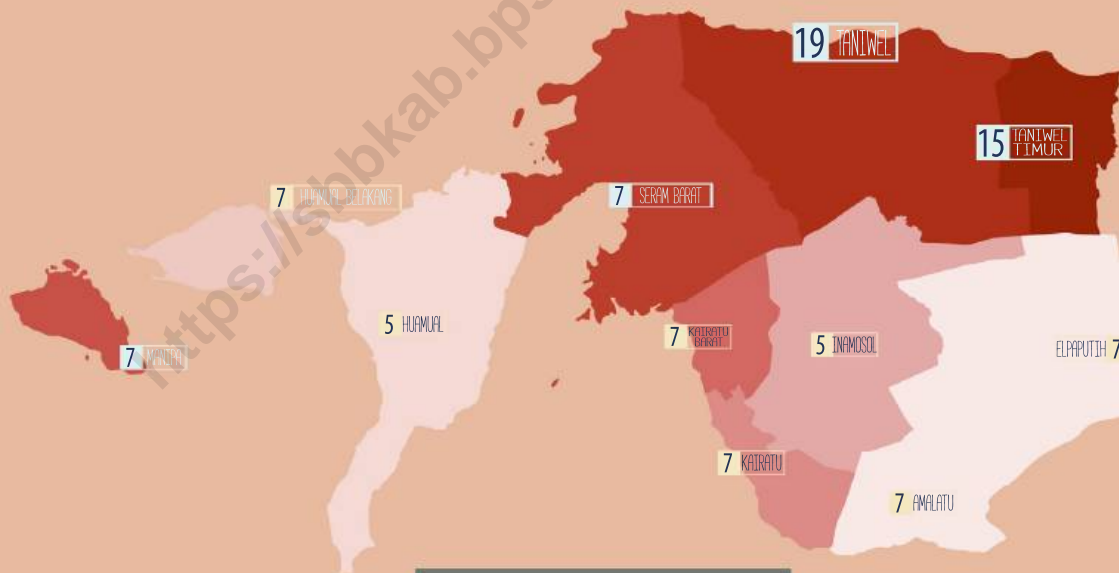 19 TANIWEL
15 TANIWEL
TIMUR
7 HUAMUAL BELAKANG
7 SERAM BARAT
5 HUAMUAL
7 KAIRATU
BARAT
5 INAMOSOL
ELPAPUTIH 7
7 MANIPA
7 KAIRATU
7 AMALATU
https://sbbkab.bps